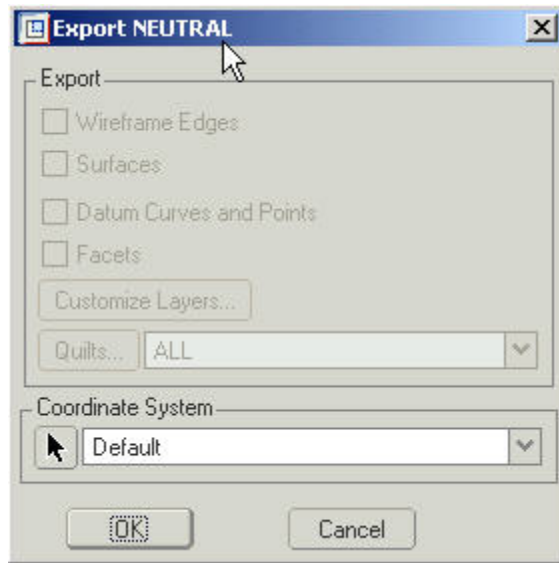 Export NEUTRAL
Export
Wireframe Edges
Surfaces
Datum Curves and Points
Facets
Customize Layers...
Quilts... ALL
Coordinate System
Default
OK Cancel